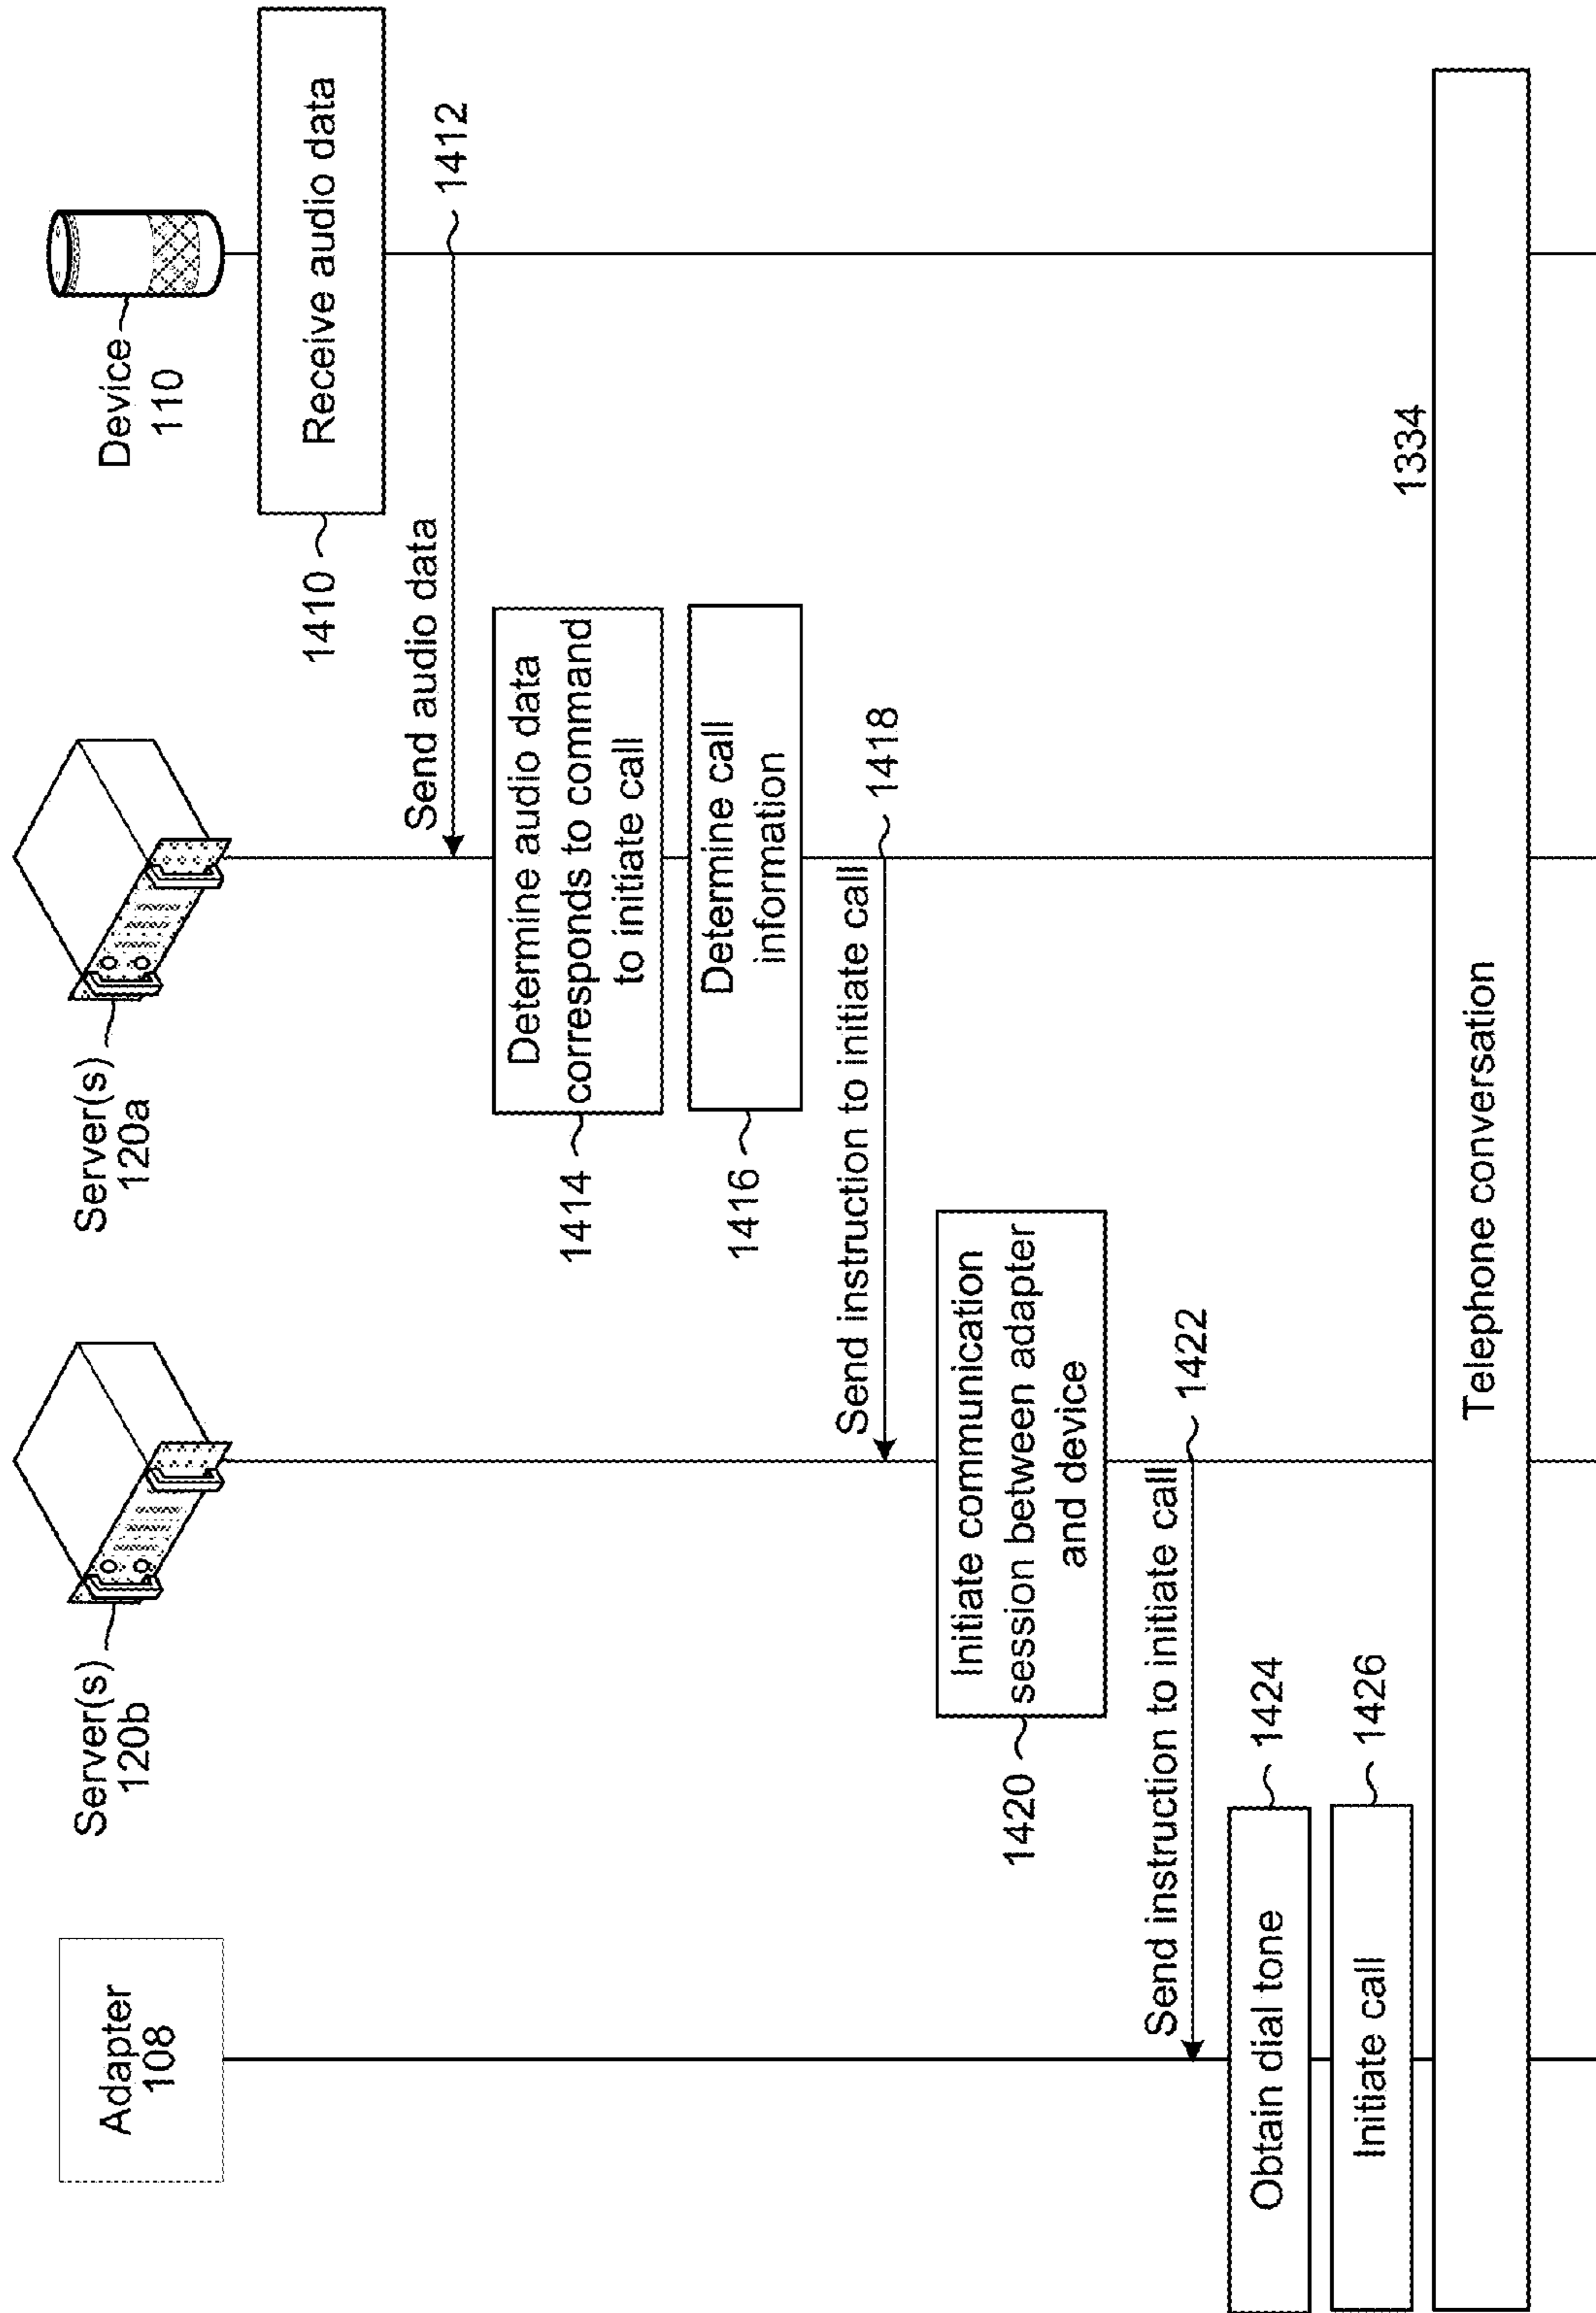 Adapter
108
Server(s)
120b
Server(s)
120a
Device
110
1410
Receive audio data
Send audio data
1412
1414
Determine audio data
corresponds to command
to initiate call
1416
Determine call
information
Send instruction to initiate call
1418
1420
Initiate communication
session between adapter
and device
Send instruction to initiate call
1422
Obtain dial tone
1424
Initiate call
1426
1334
Telephone conversation